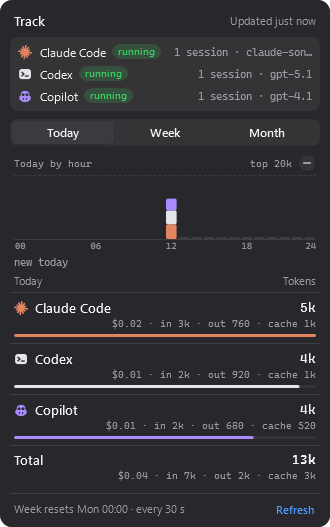 Track Updated just now
Claude Code running 1 session · claude-son…
Codex running 1 session · gpt-5.1
Copilot running 1 session · gpt-4.1
Today Week Month
Today by hour top 20k
00 06 12 18 24
new today
Today Tokens
Claude Code 5k
$0.02 · in 3k · out 760 · cache 1k
Codex 4k
$0.01 · in 2k · out 920 · cache 1k
Copilot 4k
$0.01 · in 2k · out 680 · cache 520
Total 13k
$0.04 · in 7k · out 2k · cache 3k
Week resets Mon 00:00 · every 30 s Refresh